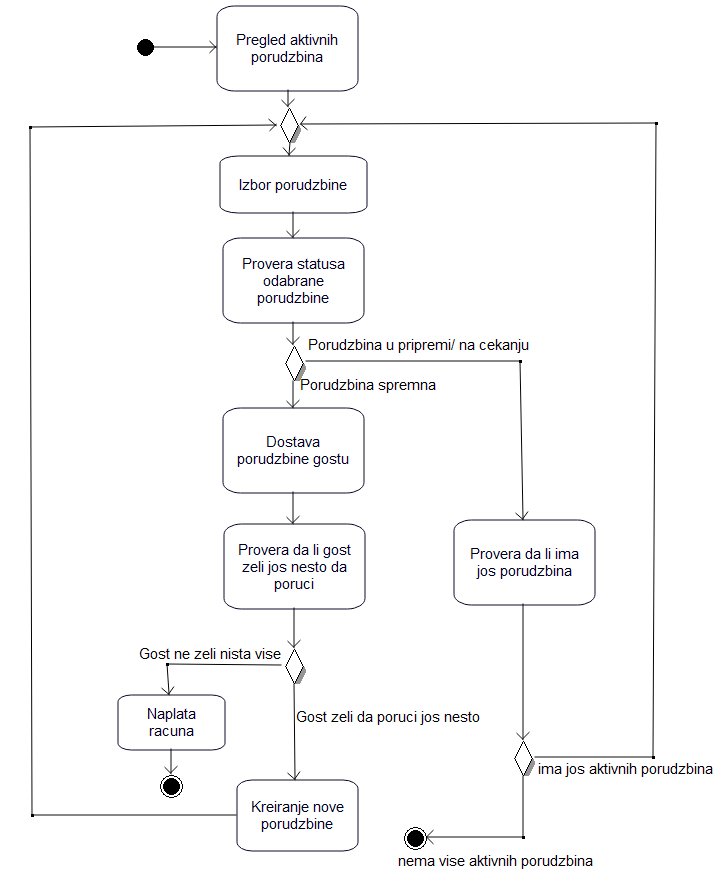 Pregled aktivnih
porudzbina
Izbor porudzbine
Provera statusa
odabrane
porudzbine
Porudzbina u pripremi/ na cekanju
Porudzbina spremna
Dostava
porudzbine gostu
Provera da li gost
zeli jos nesto da
poruci
Provera da li ima
jos porudzbina
Gost ne zeli nista vise
Naplata
racuna
Gost zeli da poruci jos nesto
Kreiranje nove
porudzbine
ima jos aktivnih porudzbina
nema vise aktivnih porudzbina